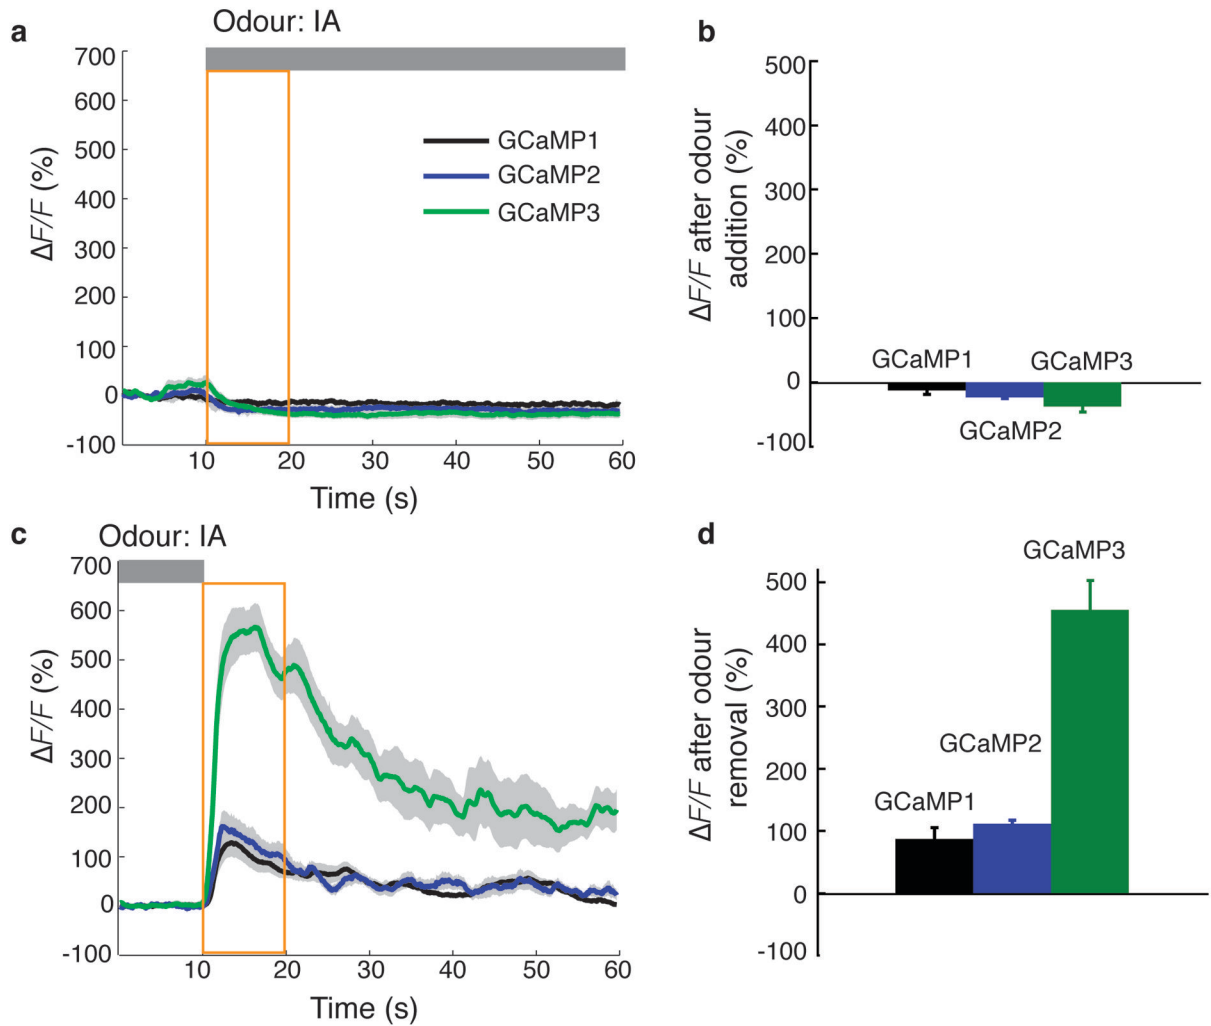 a
Odour: IA
700
600
500
400
300
200
100
0
-100
ΔF/F (%)
GCaMP1
GCaMP2
GCaMP3
10
20
30
40
50
60
Time (s)
b
500
400
300
200
100
0
-100
ΔF/F after odour
addition (%)
GCaMP1
GCaMP2
GCaMP3
c
Odour: IA
700
600
500
400
300
200
100
0
-100
ΔF/F (%)
10
20
30
40
50
60
Time (s)
d
500
400
300
200
100
0
-100
ΔF/F after odour
removal (%)
GCaMP1
GCaMP2
GCaMP3